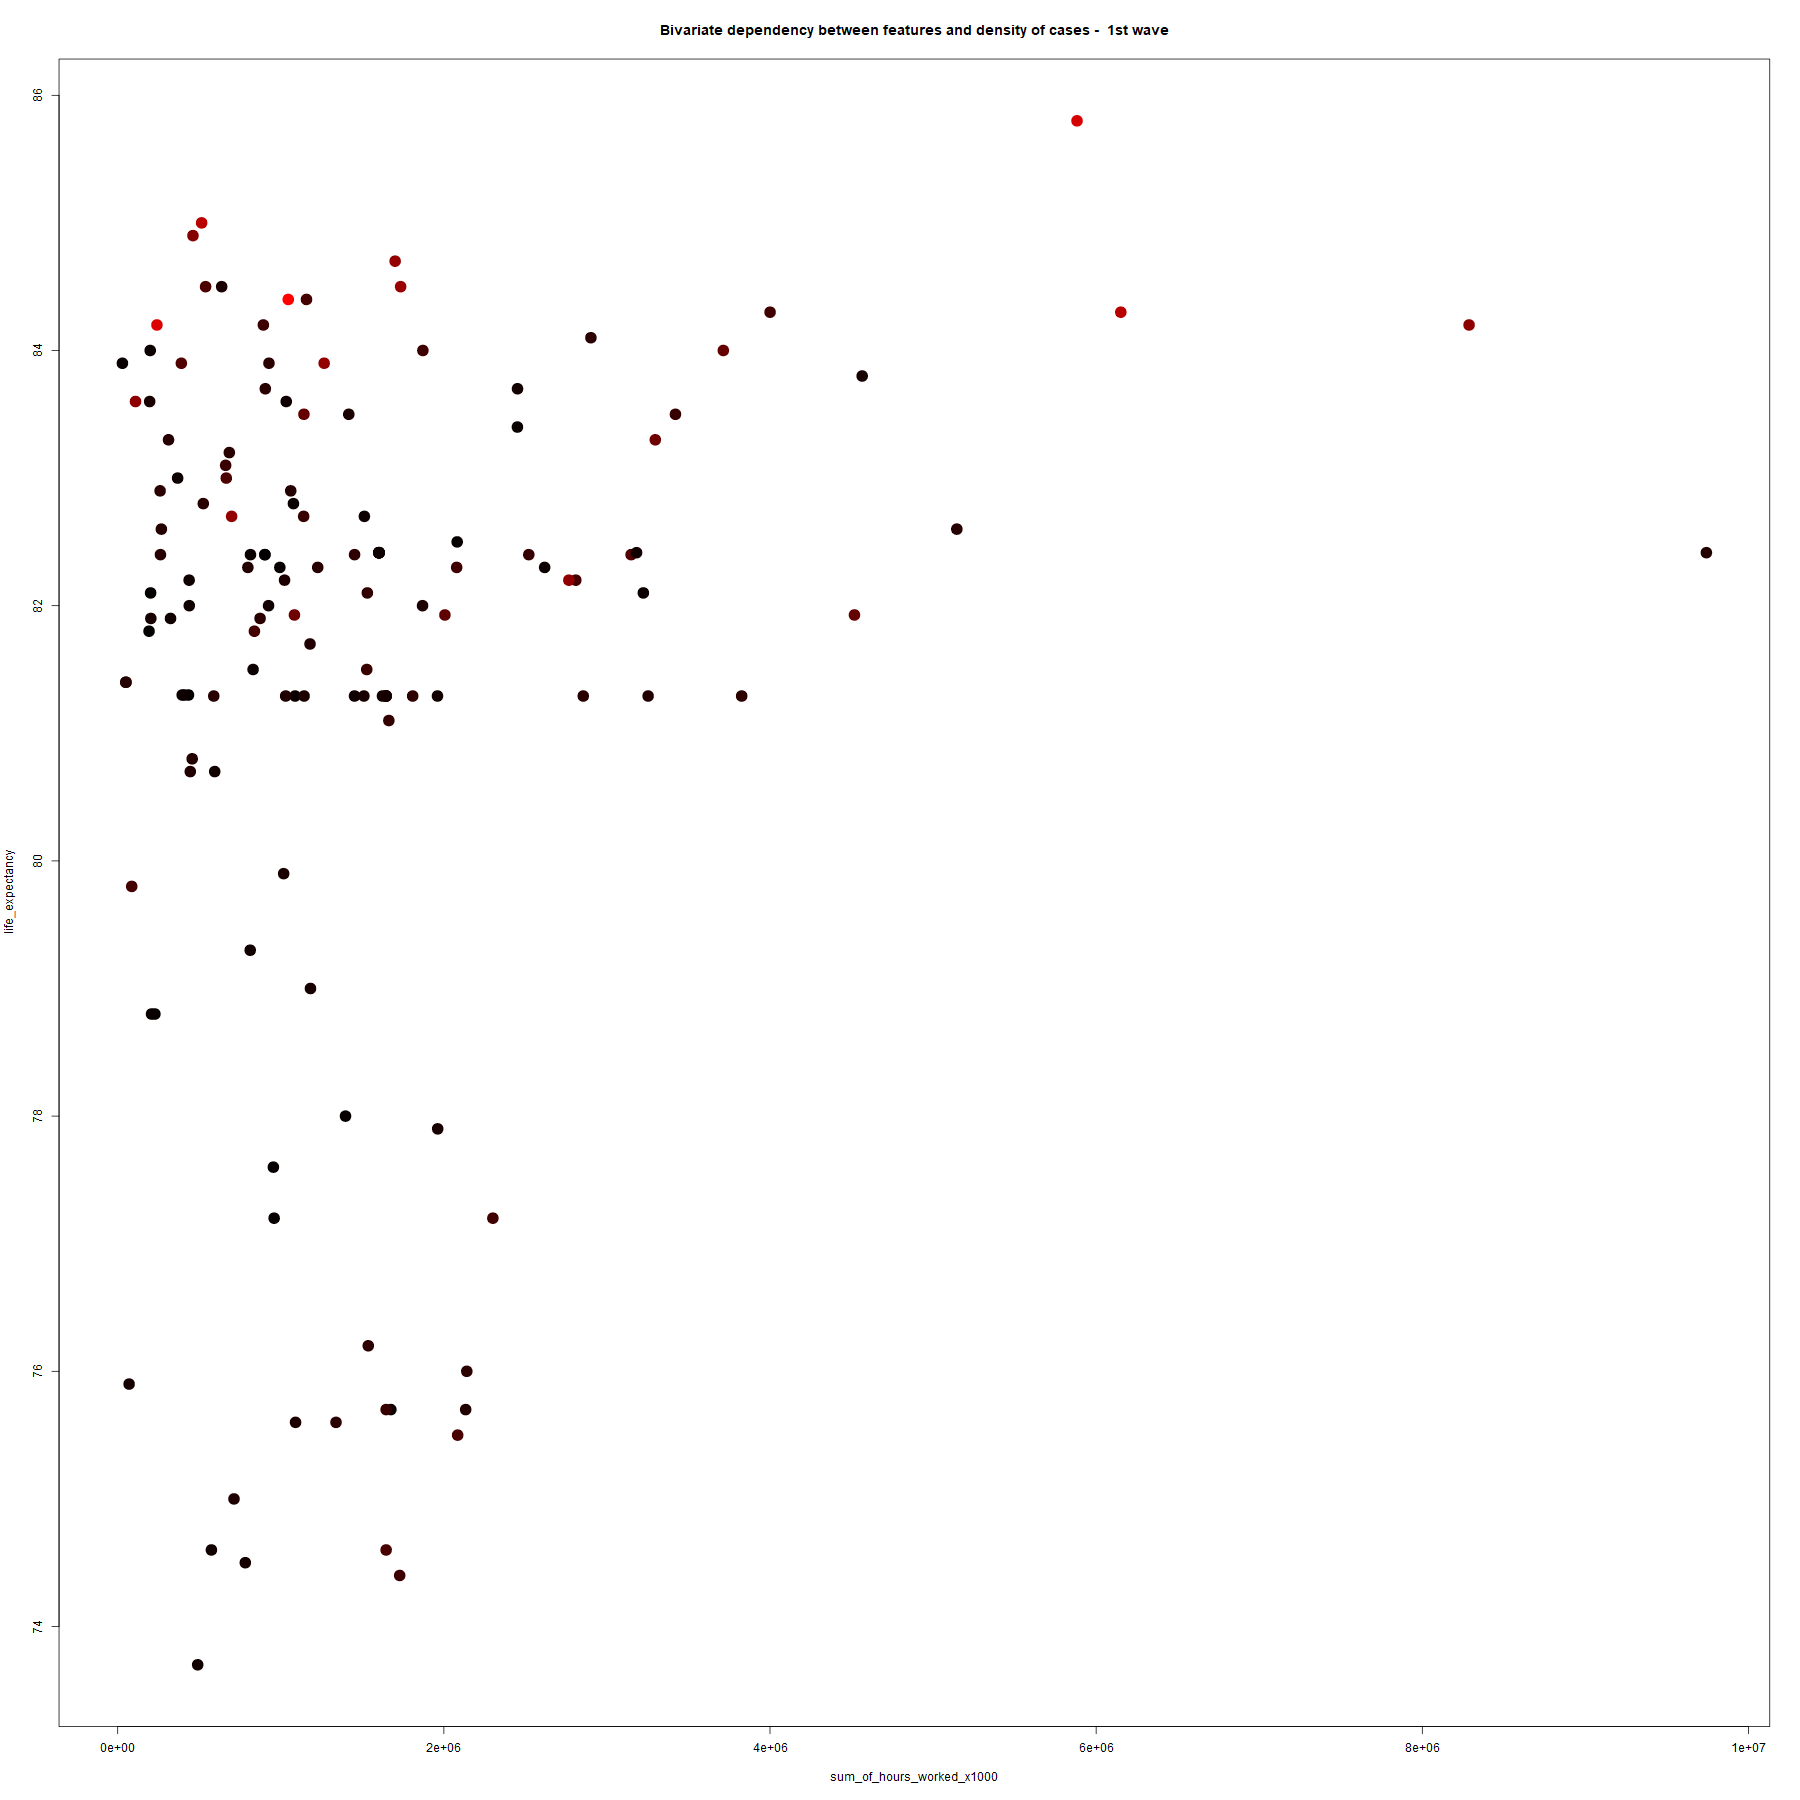 Bivariate dependency between features and density of cases - 1st wave
86
84
82
80
78
76
74
life_expectancy
0e+00 2e+06 4e+06 6e+06 8e+06 1e+07
sum_of_hours_worked_x1000